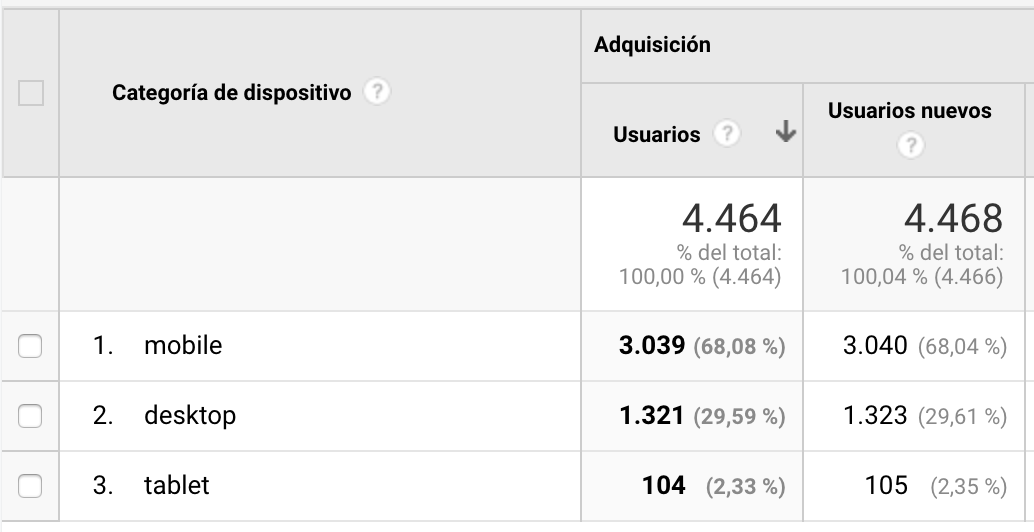 Adquisición
Categoría de dispositivo ?
Usuarios ?
Usuarios nuevos
?
4.464
% del total:
100,00 % (4.464)
4.468
% del total:
100,04 % (4.466)
1. mobile 3.039 (68,08 %) 3.040 (68,04 %)
2. desktop 1.321 (29,59 %) 1.323 (29,61 %)
3. tablet 104 (2,33 %) 105 (2,35 %)